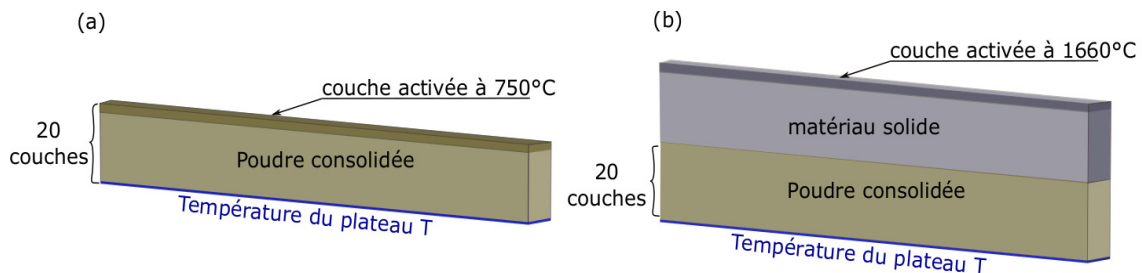 (a)
couche activée à 750°C
20
couches
Poudre consolidée
Température du plateau T
(b)
couche activée à 1660°C
matériau solide
20
couches
Poudre consolidée
Température du plateau T